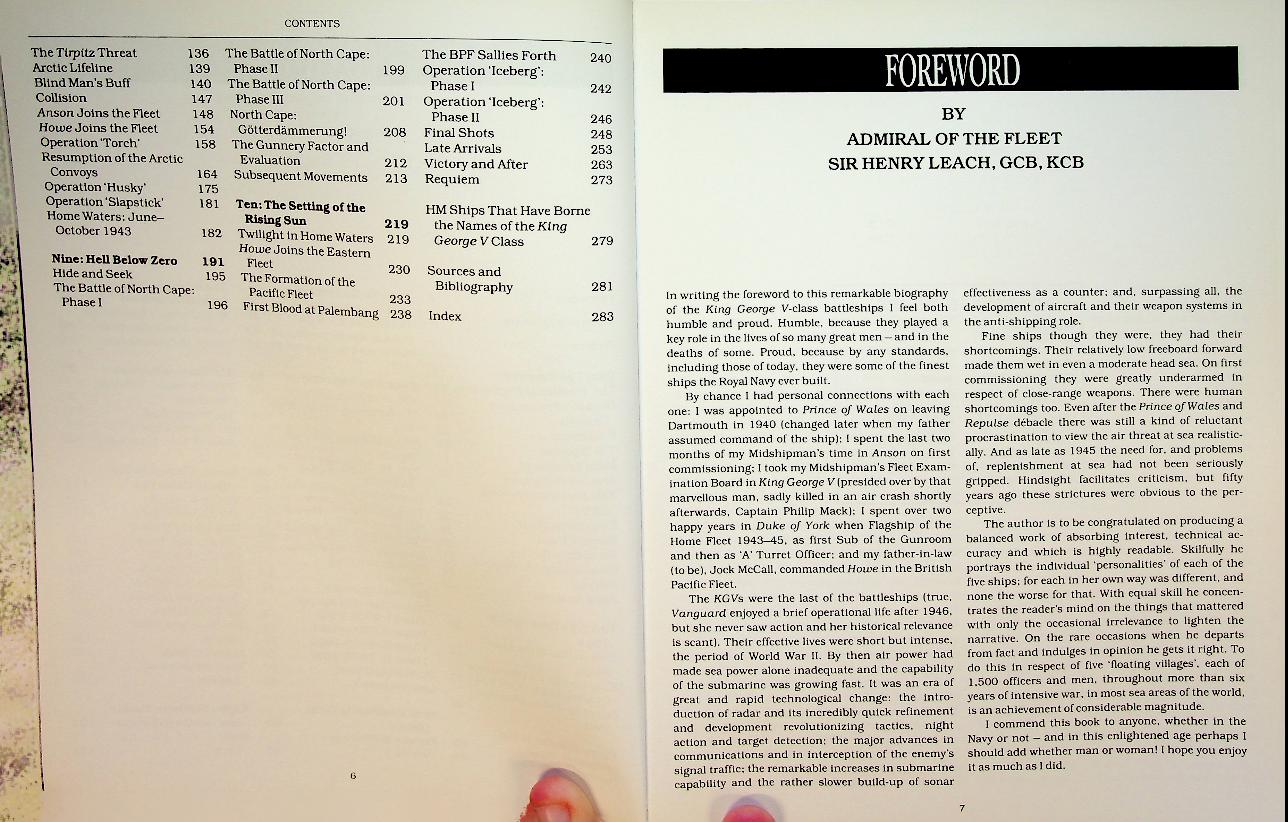 CONTENTS
The Tirpitz Threat 136
Arctic Lifeline 139
Blind Man's Buff 140
Collision 147
Anson Joins the Fleet 148
Howe Joins the Fleet 154
Operation 'Torch' 158
Resumption of the Arctic
Convoys 164
Operation 'Husky' 175
Operation 'Slapstick' 181
Home Waters: June–
October 1943 182
Nine: Hell Below Zero 191
Hide and Seek 195
The Battle of North Cape:
Phase I 196
The Battle of North Cape:
Phase II 199
The Battle of North Cape:
Phase III 201
North Cape:
Götterdämmerung! 208
The Gunnery Factor and
Evaluation 212
Subsequent Movements 213
Ten: The Setting of the
Rising Sun 219
Twilight in Home Waters 219
Howe Joins the Eastern
Fleet 230
The Formation of the
Pacific Fleet 233
First Blood at Palembang 238
The BPF Sallies Forth 240
Operation 'Iceberg':
Phase I 242
Operation 'Iceberg':
Phase II 246
Final Shots 248
Late Arrivals 253
Victory and After 263
Requiem 273
HM Ships That Have Borne
the Names of the King
George V Class 279
Sources and
Bibliography 281
Index 283
6
FOREWORD
BY
ADMIRAL OF THE FLEET
SIR HENRY LEACH, GCB, KCB
In writing the foreword to this remarkable biography
of the King George V-class battleships I feel both
humble and proud. Humble, because they played a
key role in the lives of so many great men – and in the
deaths of some. Proud, because by any standards,
including those of today, they were some of the finest
ships the Royal Navy ever built.
By chance I had personal connections with each
one: I was appointed to Prince of Wales on leaving
Dartmouth in 1940 (changed later when my father
assumed command of the ship); I spent the last two
months of my Midshipman's time in Anson on first
commissioning; I took my Midshipman's Fleet Exam-
ination Board in King George V (presided over by that
marvellous man, sadly killed in an air crash shortly
afterwards, Captain Philip Mack); I spent over two
happy years in Duke of York when Flagship of the
Home Fleet 1943–45, as first Sub of the Gunroom
and then as 'A' Turret Officer; and my father-in-law
(to be), Jock McCall, commanded Howe in the British
Pacific Fleet.
The KGVs were the last of the battleships (true,
Vanguard enjoyed a brief operational life after 1946,
but she never saw action and her historical relevance
is scant). Their effective lives were short but intense,
the period of World War II. By then air power had
made sea power alone inadequate and the capability
of the submarine was growing fast. It was an era of
great and rapid technological change: the intro-
duction of radar and its incredibly quick refinement
and development revolutionizing tactics, night
action and target detection; the major advances in
communications and in interception of the enemy's
signal traffic; the remarkable increases in submarine
capability and the rather slower build-up of sonar
effectiveness as a counter; and, surpassing all, the
development of aircraft and their weapon systems in
the anti-shipping role.
Fine ships though they were, they had their
shortcomings. Their relatively low freeboard forward
made them wet in even a moderate head sea. On first
commissioning they were greatly underarmed in
respect of close-range weapons. There were human
shortcomings too. Even after the Prince of Wales and
Repulse débacle there was still a kind of reluctant
procrastination to view the air threat at sea realistic-
ally. And as late as 1945 the need for, and problems
of, replenishment at sea had not been seriously
gripped. Hindsight facilitates criticism, but fifty
years ago these strictures were obvious to the per-
ceptive.
The author is to be congratulated on producing a
balanced work of absorbing interest, technical ac-
curacy and which is highly readable. Skilfully he
portrays the individual 'personalities' of each of the
five ships; for each in her own way was different, and
none the worse for that. With equal skill he concen-
trates the reader's mind on the things that mattered
with only the occasional irrelevance to lighten the
narrative. On the rare occasions when he departs
from fact and indulges in opinion he gets it right. To
do this in respect of five 'floating villages', each of
1,500 officers and men, throughout more than six
years of intensive war, in most sea areas of the world,
is an achievement of considerable magnitude.
I commend this book to anyone, whether in the
Navy or not – and in this enlightened age perhaps I
should add whether man or woman! I hope you enjoy
it as much as I did.
7